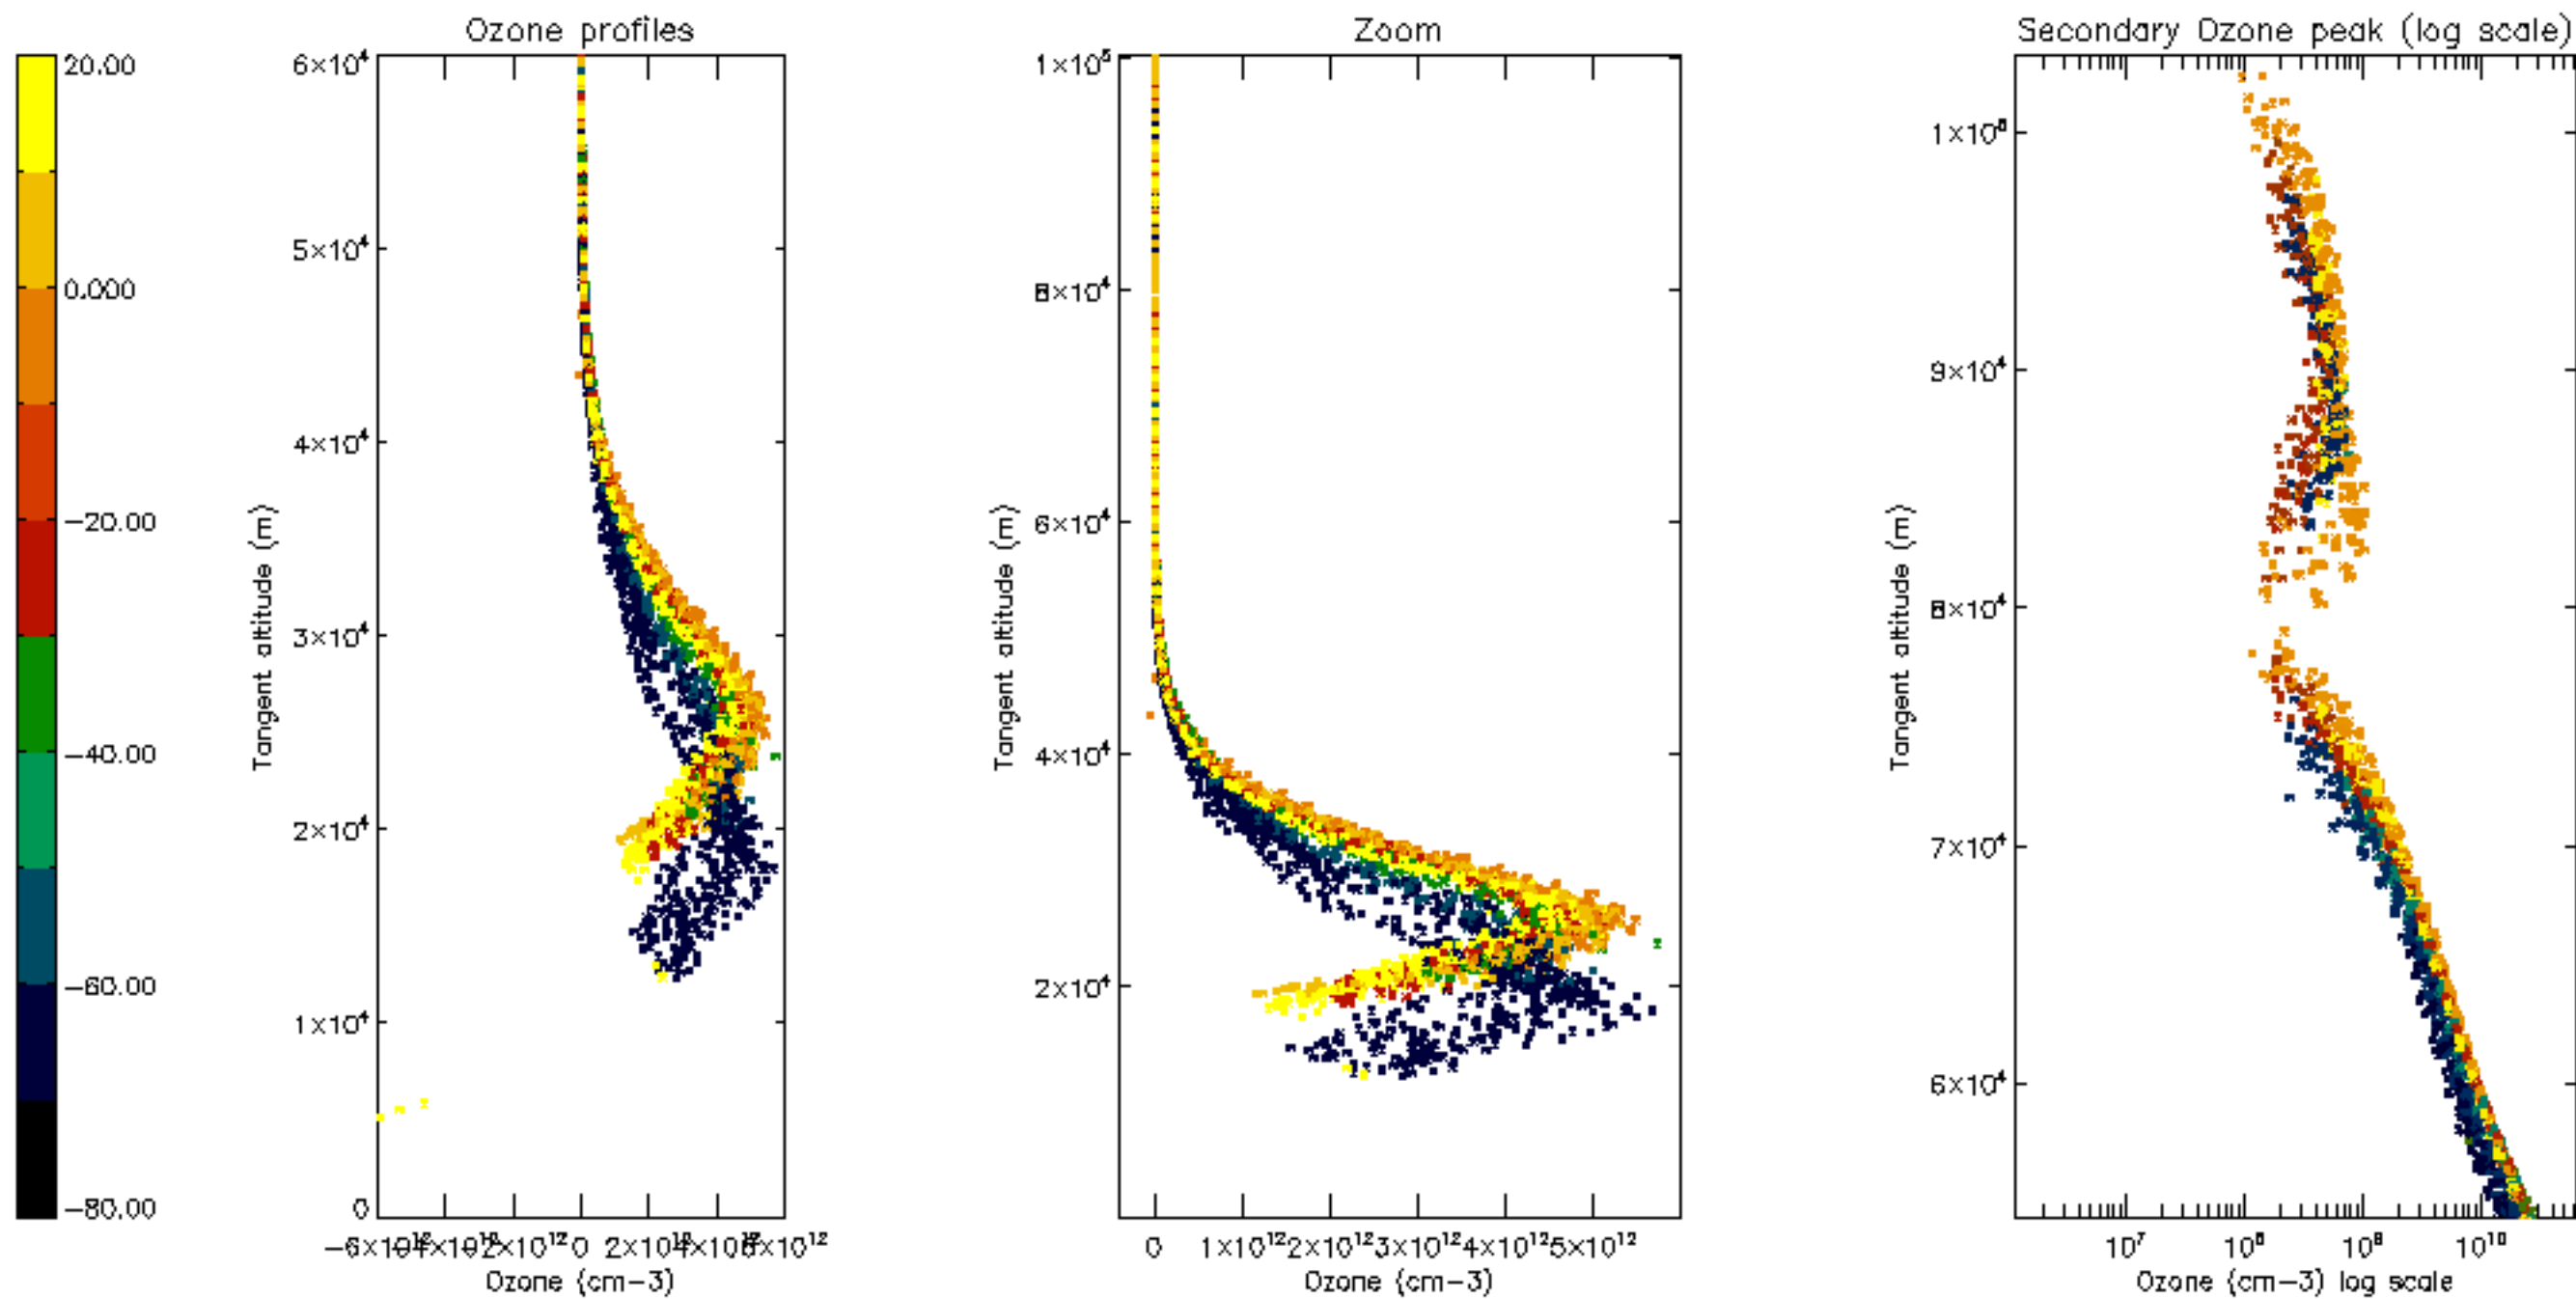 Ozone profiles
Zoom
Secondary Ozone peak (log scale)
20.00
0.000
−20.00
−40.00
−60.00
−80.00
Tangent altitude (m)
6×10⁴
5×10⁴
4×10⁴
3×10⁴
2×10⁴
1×10⁴
0
0 2×10¹²
Ozone (cm−3)
Tangent altitude (m)
1×10⁵
8×10⁴
6×10⁴
4×10⁴
2×10⁴
0 1×10¹² 2×10¹² 3×10¹² 4×10¹² 5×10¹²
Ozone (cm−3)
Tangent altitude (m)
1×10⁵
9×10⁴
8×10⁴
7×10⁴
6×10⁴
10⁷ 10⁸ 10⁹ 10¹⁰
Ozone (cm−3) log scale